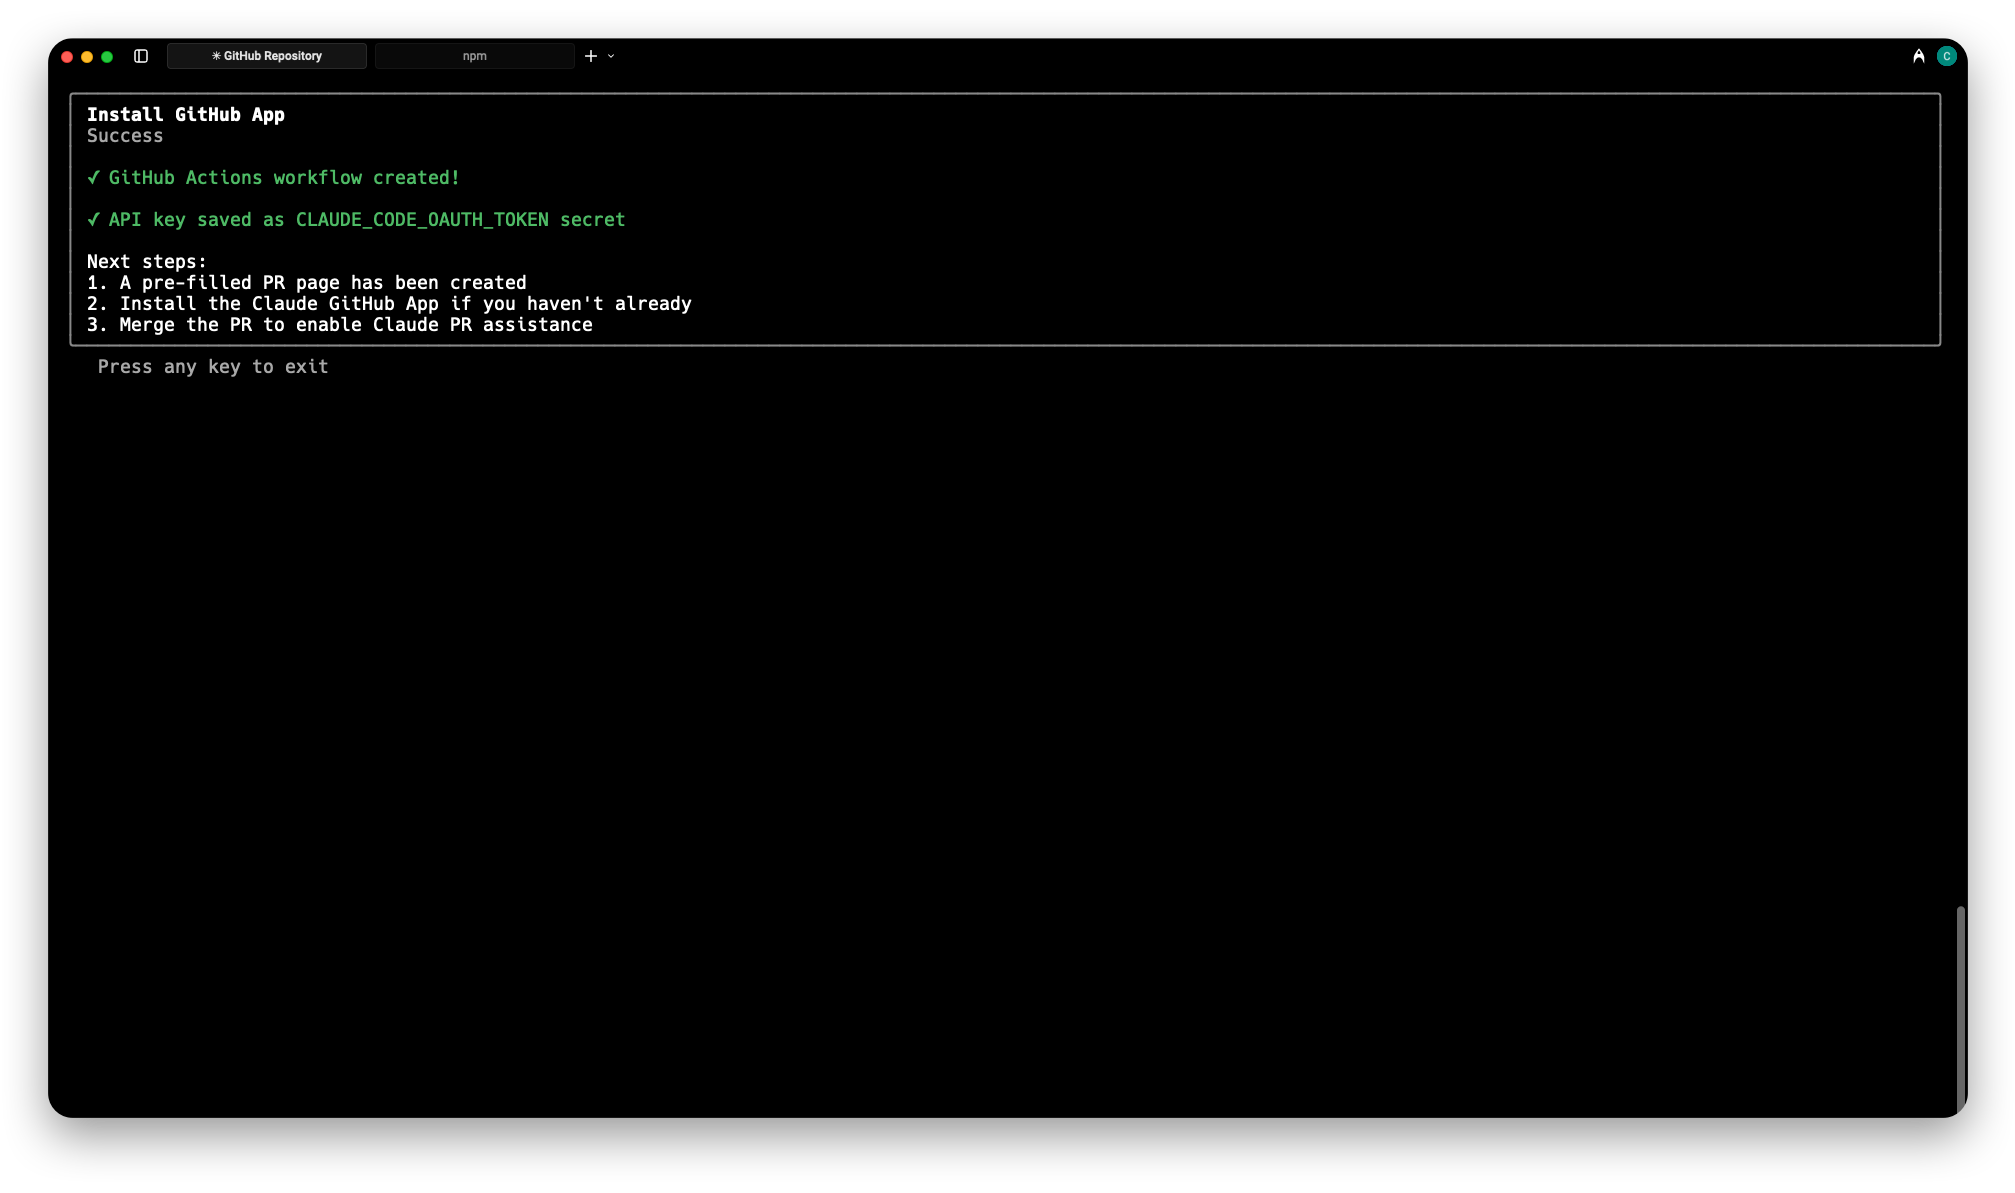 ✳ GitHub Repository
npm
C
Install GitHub App
Success
✓ GitHub Actions workflow created!
✓ API key saved as CLAUDE_CODE_OAUTH_TOKEN secret
Next steps:
1. A pre-filled PR page has been created
2. Install the Claude GitHub App if you haven't already
3. Merge the PR to enable Claude PR assistance
Press any key to exit